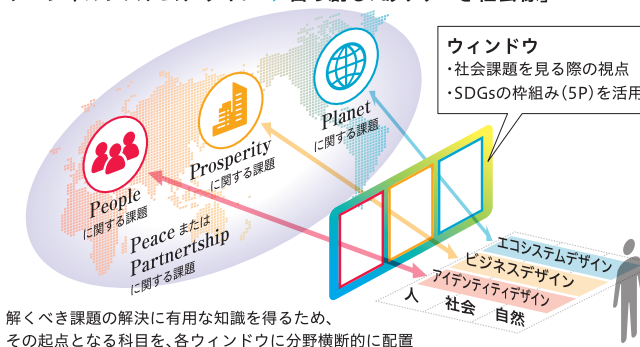 ウィンドウ
・社会課題を見る際の視点
・SDGsの枠組み（5P）を活用
Planet
に関する課題
Prosperity
に関する課題
People
に関する課題
Peace または
Partnertship
に関する課題
エコシステムデザイン
ビジネスデザイン
アイデンティティデザイン
人 社会 自然
解くべき課題の解決に有用な知識を得るため、
その起点となる科目を、各ウィンドウに分野横断的に配置